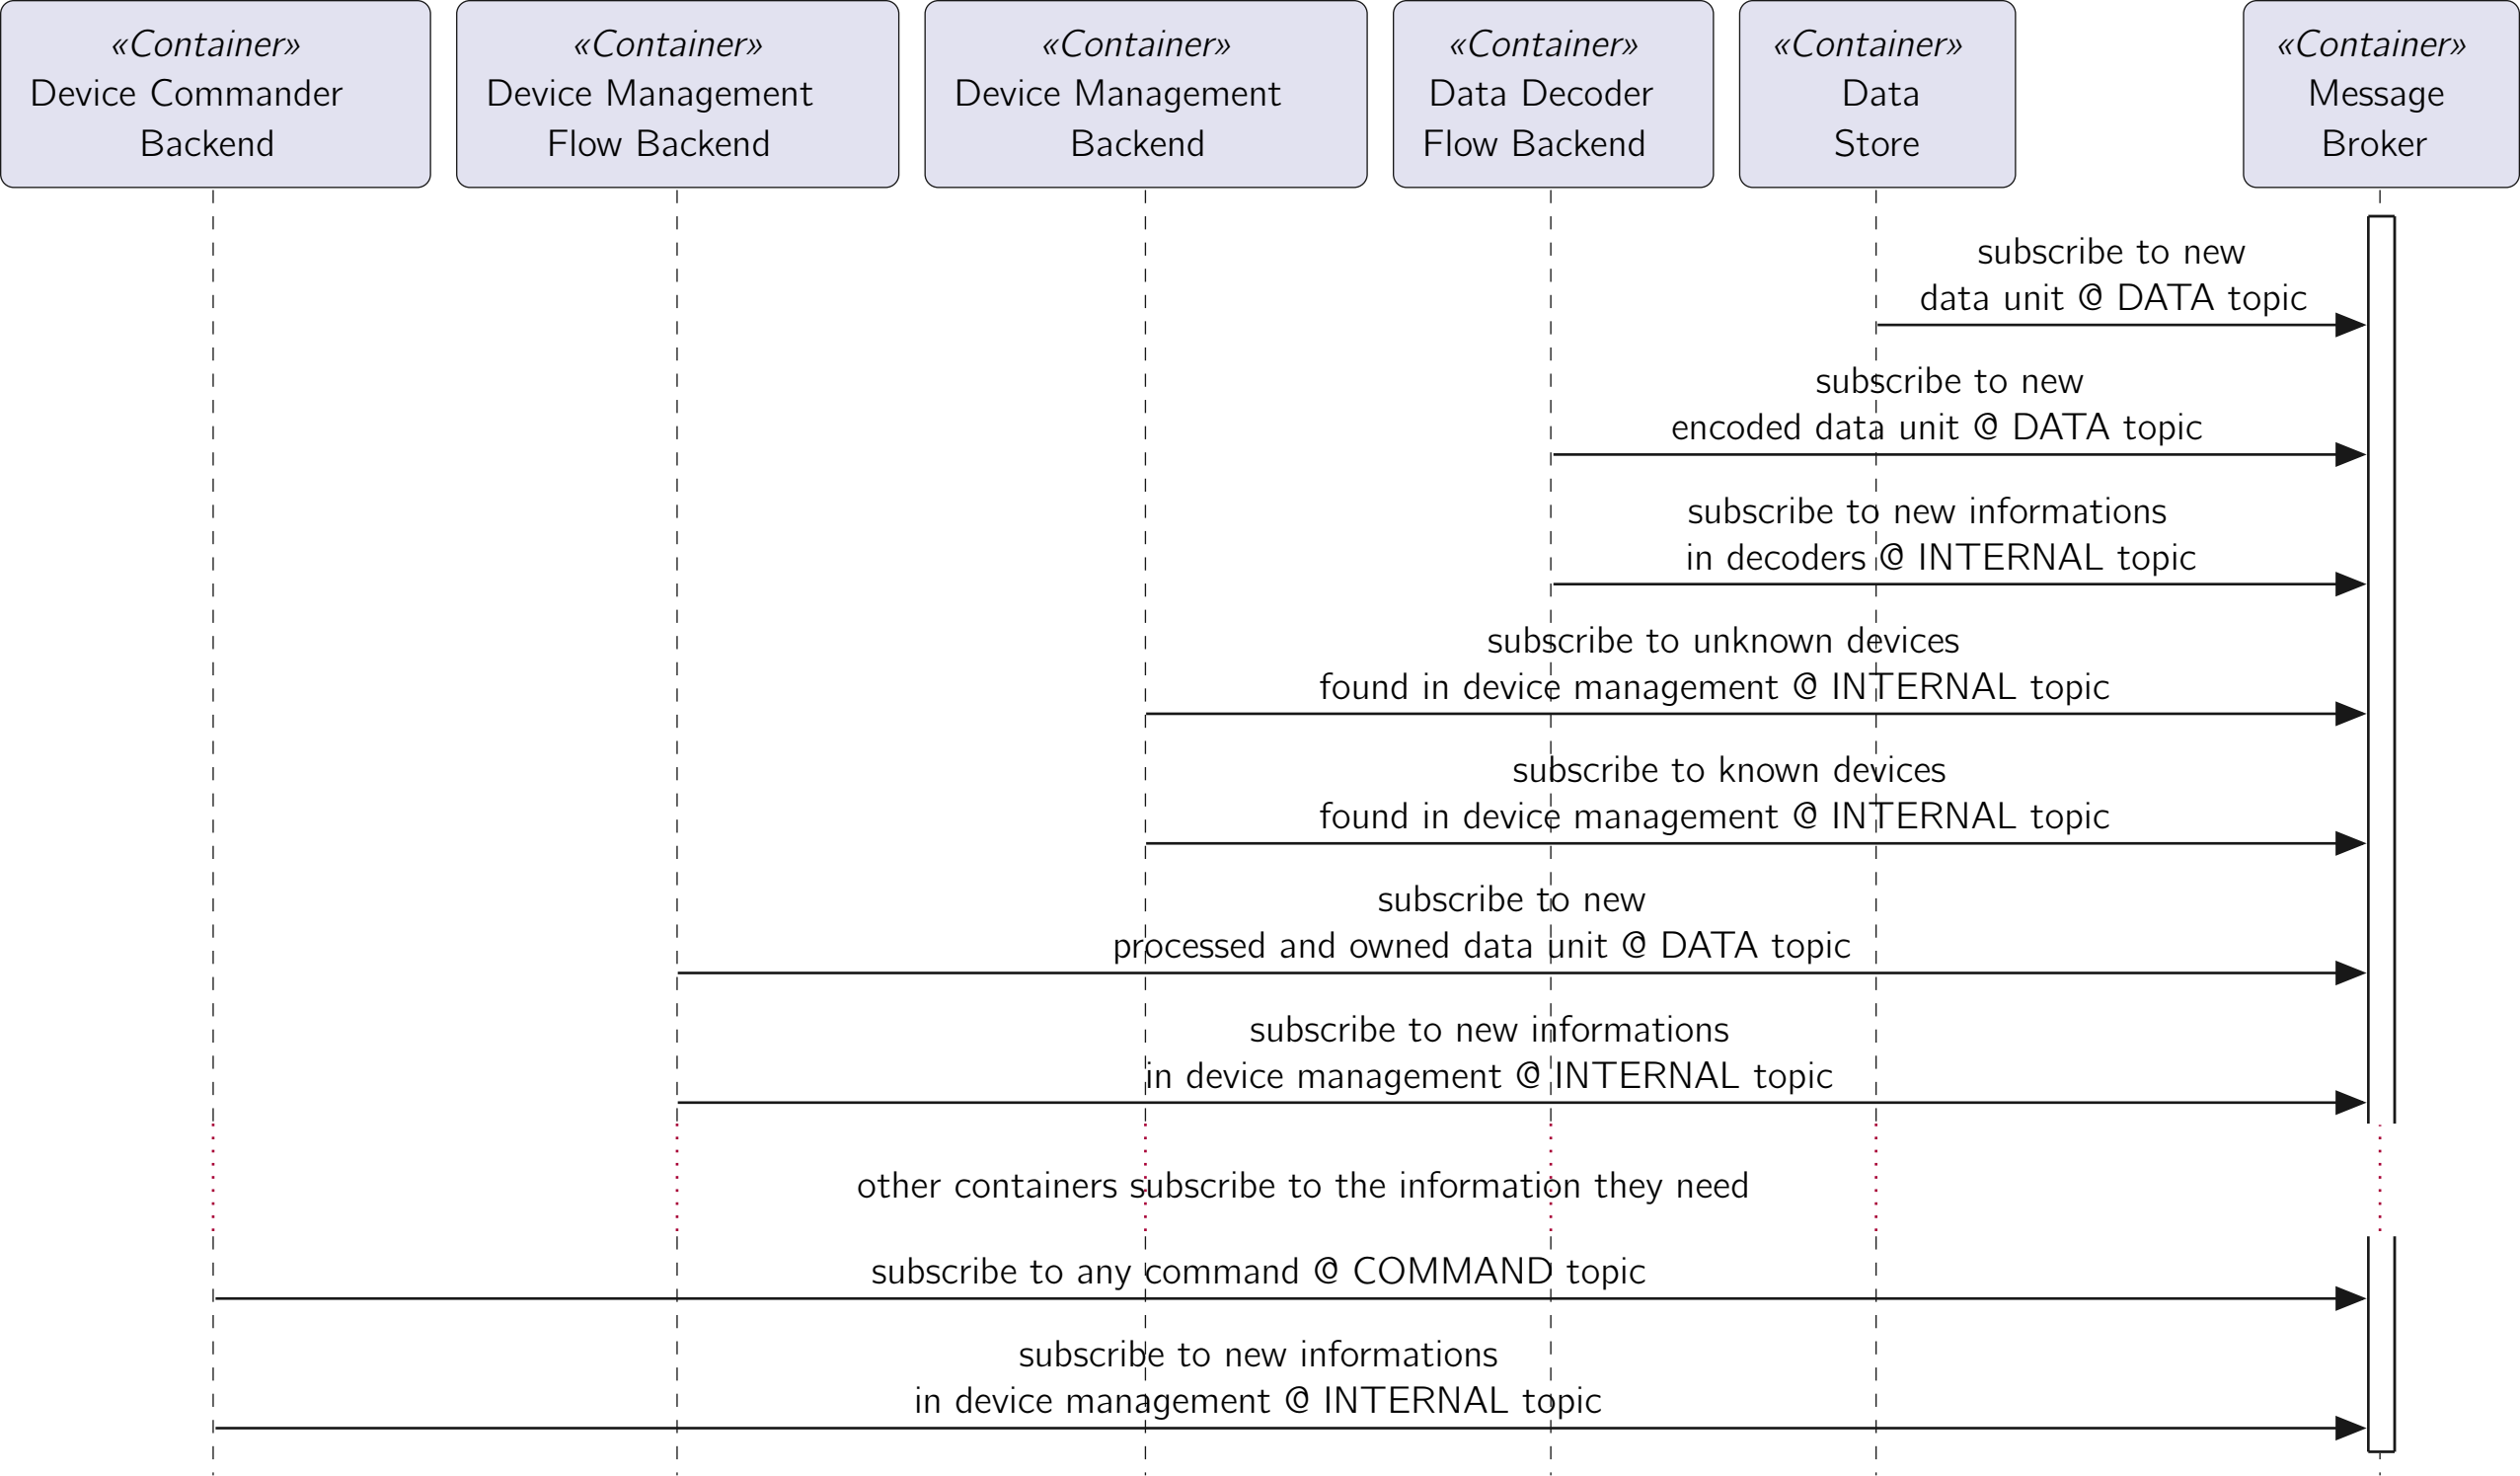 «Container»
Device Commander
Backend
«Container»
Device Management
Flow Backend
«Container»
Device Management
Backend
«Container»
Data Decoder
Flow Backend
«Container»
Data
Store
«Container»
Message
Broker
subscribe to new
data unit @ DATA topic
subscribe to new
encoded data unit @ DATA topic
subscribe to new informations
in decoders @ INTERNAL topic
subscribe to unknown devices
found in device management @ INTERNAL topic
subscribe to known devices
found in device management @ INTERNAL topic
subscribe to new
processed and owned data unit @ DATA topic
subscribe to new informations
in device management @ INTERNAL topic
other containers subscribe to the information they need
subscribe to any command @ COMMAND topic
subscribe to new informations
in device management @ INTERNAL topic